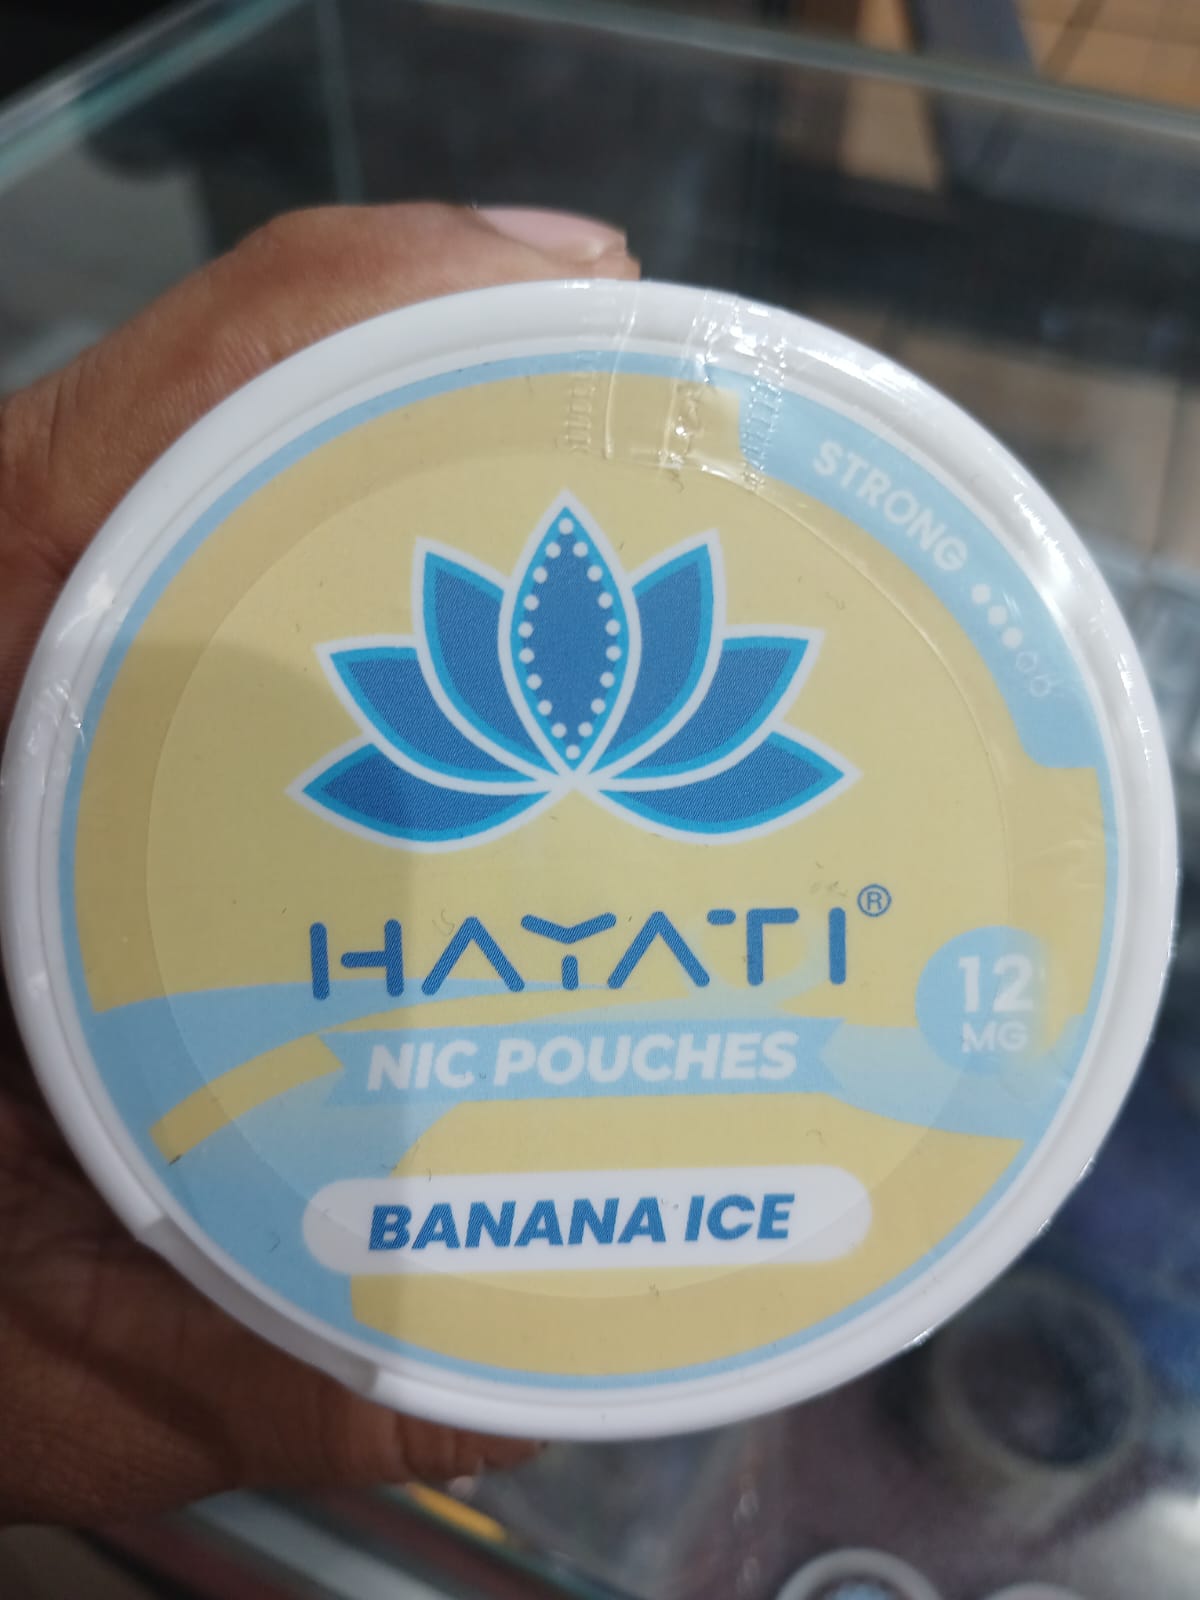 STRONG
HAYATI®
12
MG
NIC POUCHES
BANANA ICE